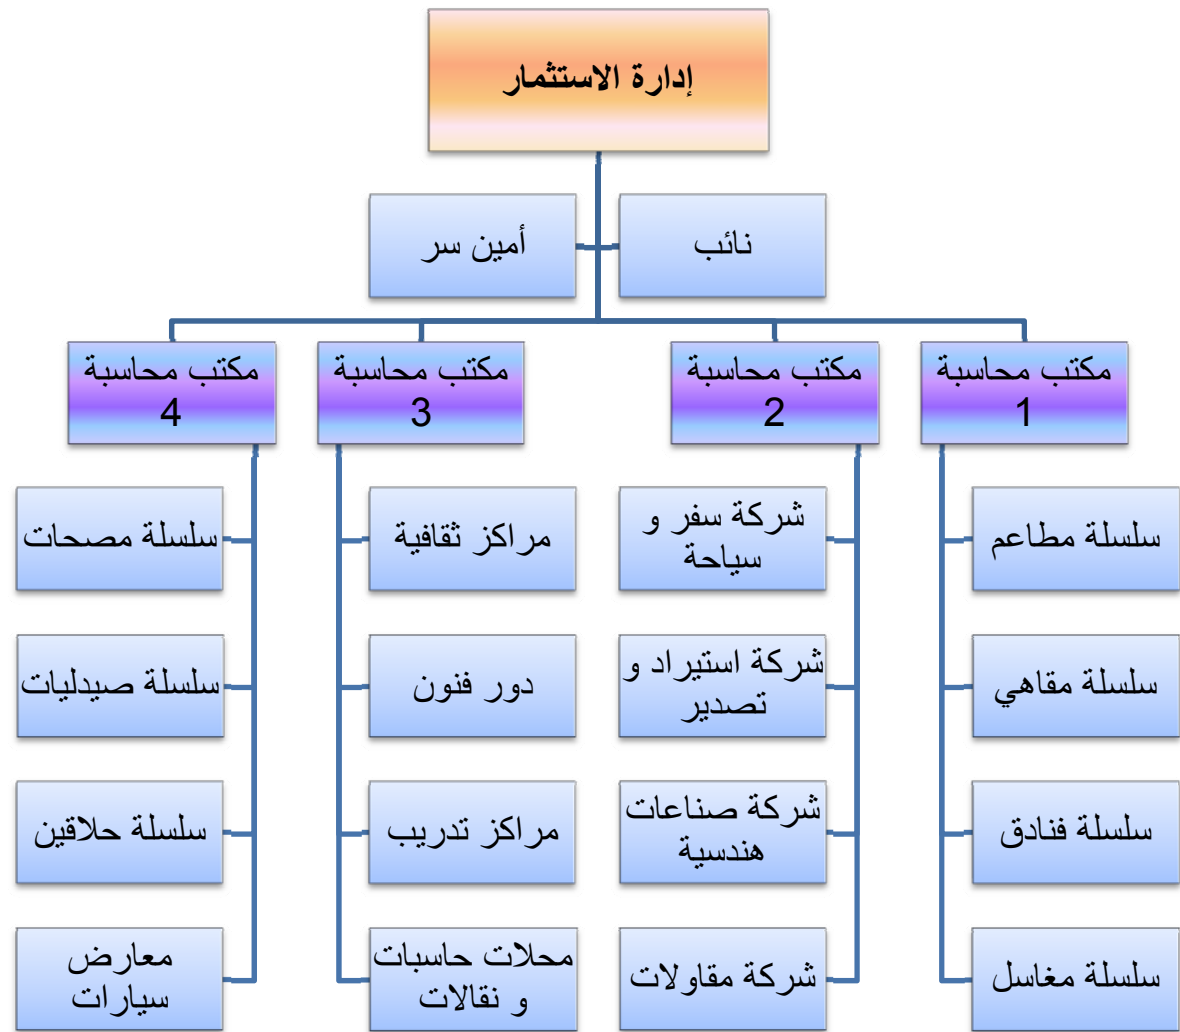 إدارة الاستثمار
نائب
أمين سر
مكتب محاسبة
1
مكتب محاسبة
2
مكتب محاسبة
3
مكتب محاسبة
4
سلسلة مطاعم
سلسلة مقاهي
سلسلة فنادق
سلسلة مغاسل
شركة سفر و
سياحة
شركة استيراد و
تصدير
شركة صناعات
هندسية
شركة مقاولات
مراكز ثقافية
دور فنون
مراكز تدريب
محلات حاسبات
و نقالات
سلسلة مصحات
سلسلة صيدليات
سلسلة حلاقين
معارض
سيارات